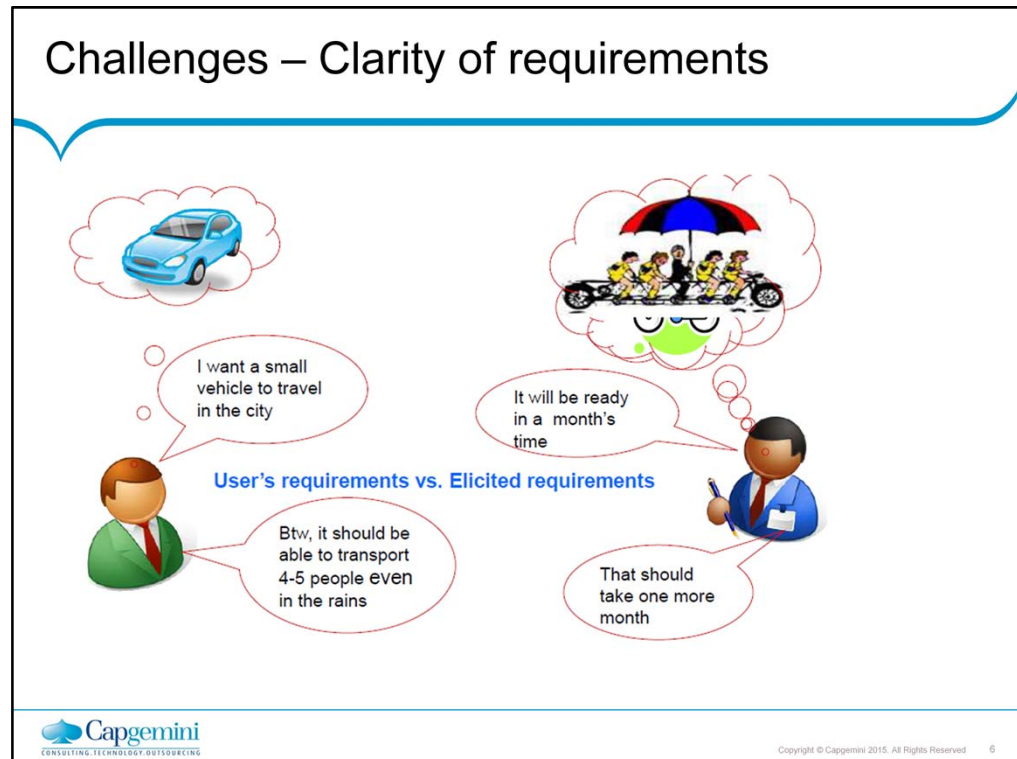 Challenges – Clarity of requirements
I want a small
vehicle to travel
in the city
It will be ready
in a month's
time
User's requirements vs. Elicited requirements
Btw, it should be
able to transport
4-5 people even
in the rains
That should
take one more
month
Capgemini
CONSULTING.TECHNOLOGY.OUTSOURCING
Copyright © Capgemini 2015. All Rights Reserved 6